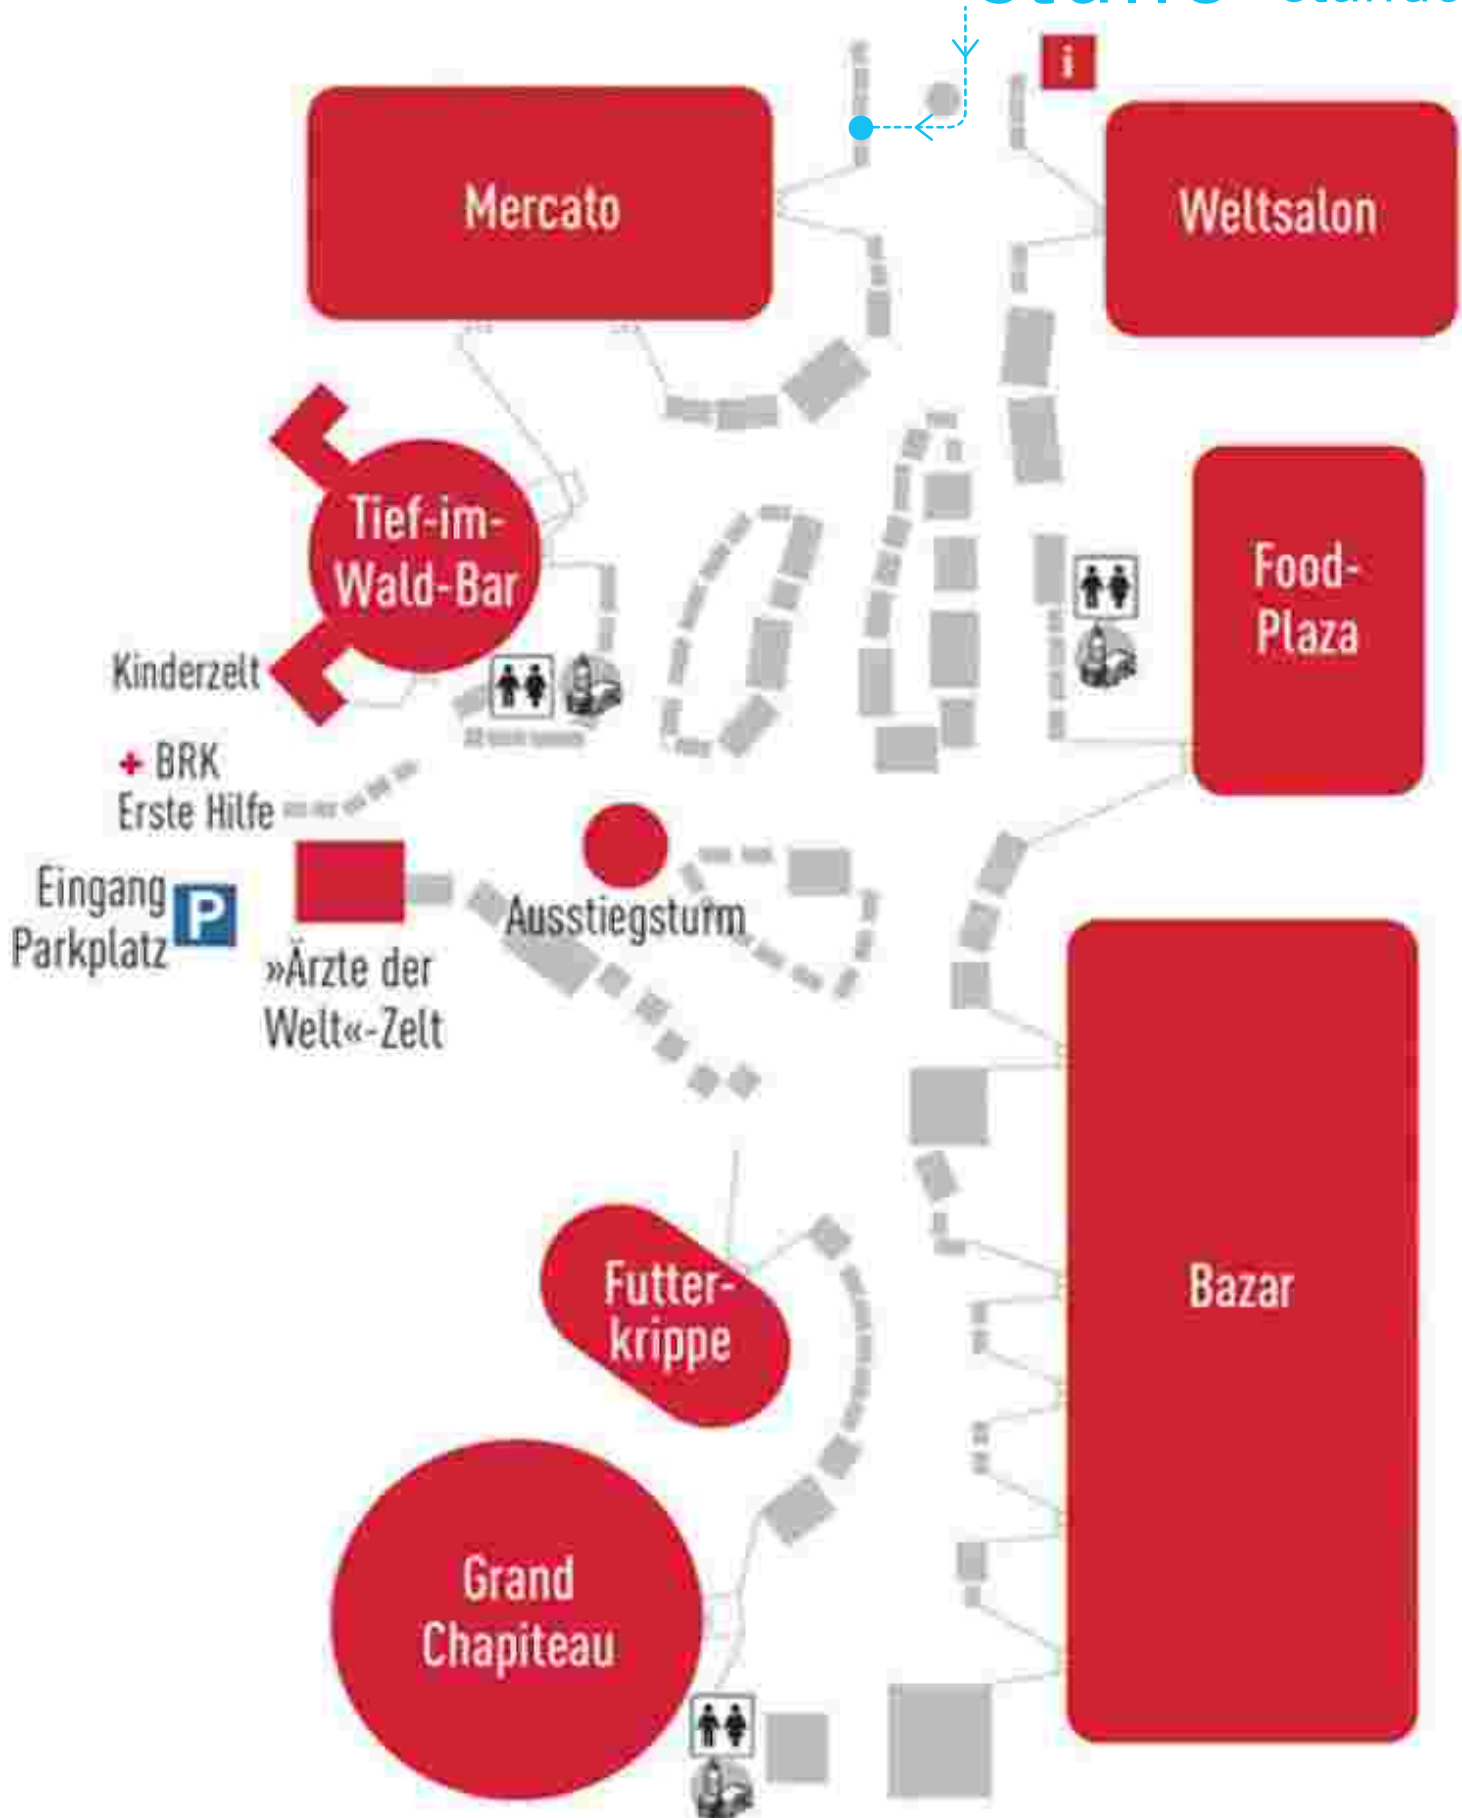 i
Mercato
Weltsalon
Tief-im-
Wald-Bar
Food-
Plaza
Kinderzelt
+ BRK
Erste Hilfe
Eingang
Parkplatz
P
Ausstiegsturm
»Ärzte der
Welt«-Zelt
Futter-
krippe
Bazar
Grand
Chapiteau